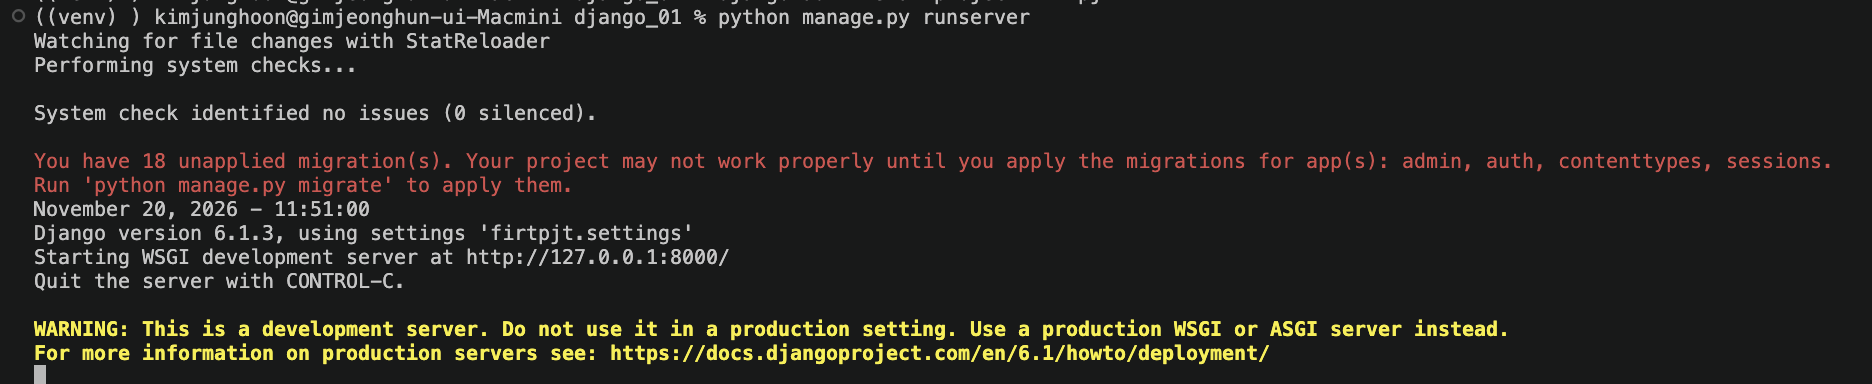 ((venv) ) kimjunghoon@gimjeonghun-ui-Macmini django_01 % python manage.py runserver
Watching for file changes with StatReloader
Performing system checks...
System check identified no issues (0 silenced).
You have 18 unapplied migration(s). Your project may not work properly until you apply the migrations for app(s): admin, auth, contenttypes, sessions.
Run 'python manage.py migrate' to apply them.
November 20, 2026 - 11:51:00
Django version 6.1.3, using settings 'firtpjt.settings'
Starting WSGI development server at http://127.0.0.1:8000/
Quit the server with CONTROL-C.
WARNING: This is a development server. Do not use it in a production setting. Use a production WSGI or ASGI server instead.
For more information on production servers see: https://docs.djangoproject.com/en/6.1/howto/deployment/